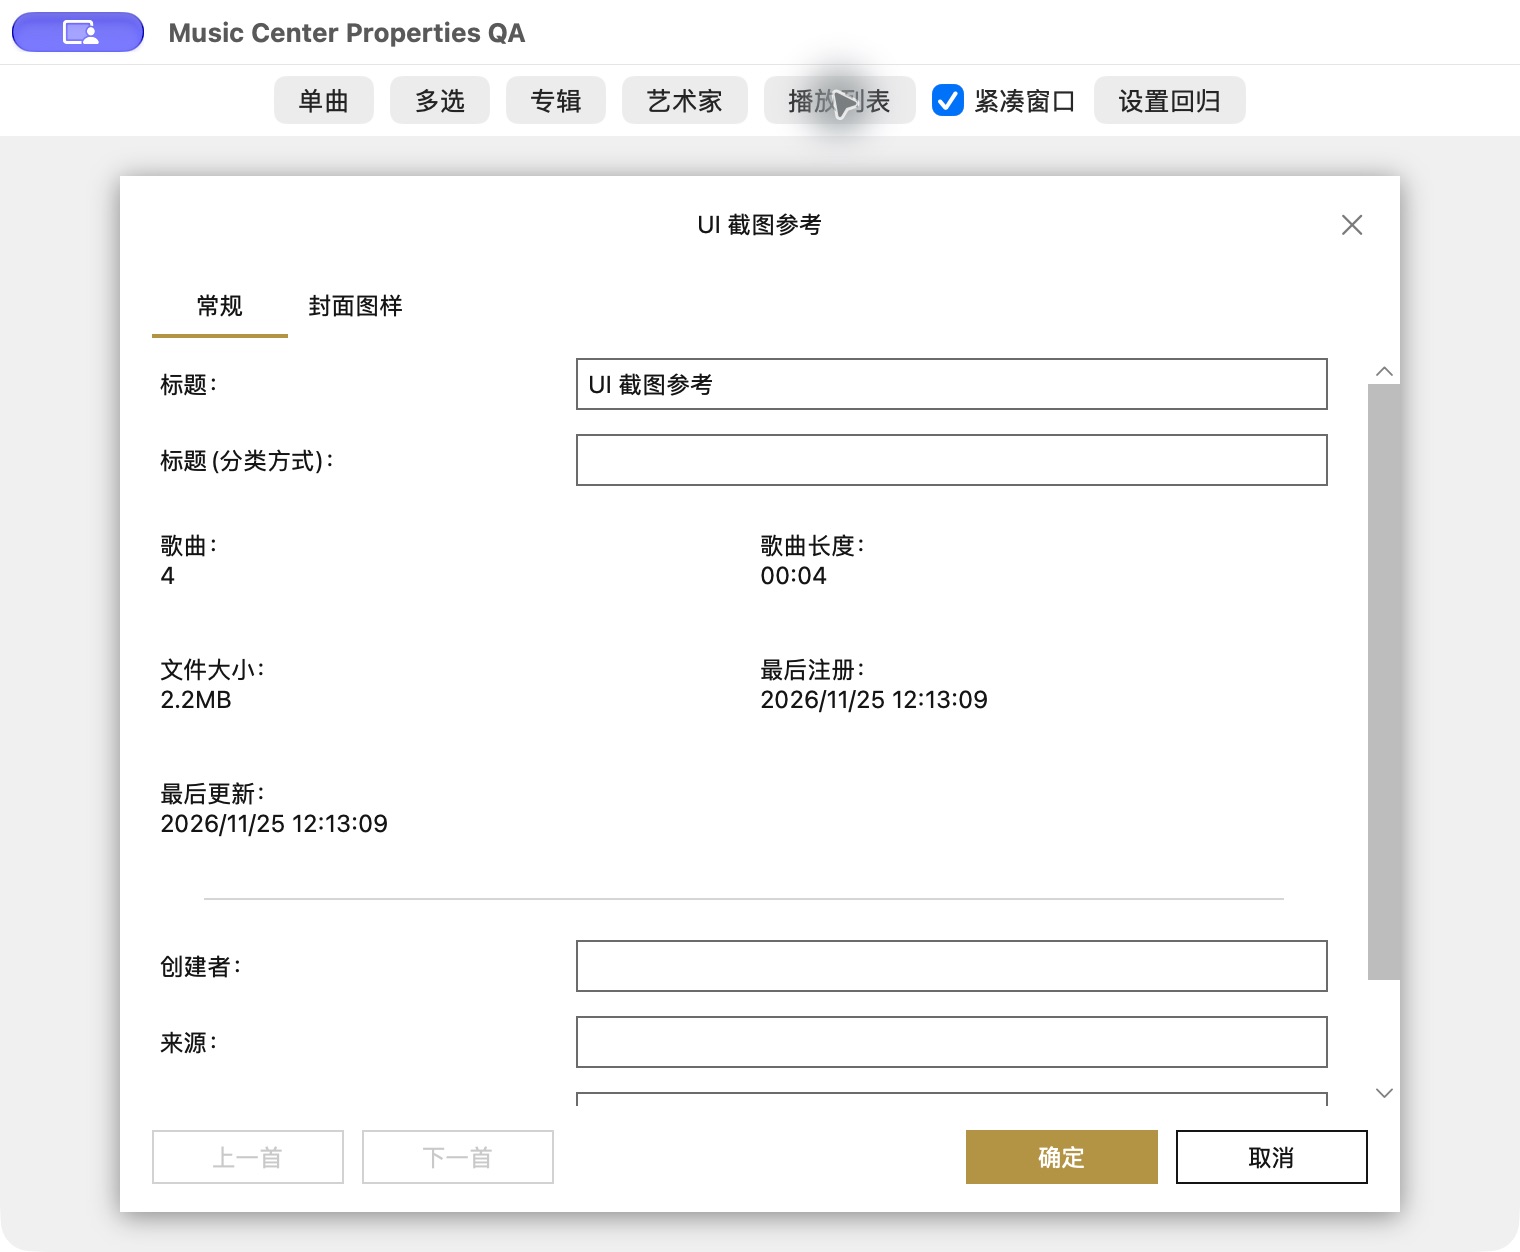 Music Center Properties QA
单曲 多选 专辑 艺术家 播放列表 紧凑窗口 设置回归
UI 截图参考
常规 封面图样
标题: UI 截图参考
标题 (分类方式):
歌曲: 歌曲长度:
4 00:04
文件大小: 最后注册:
2.2MB 2026/11/25 12:13:09
最后更新:
2026/11/25 12:13:09
创建者:
来源:
上一首 下一首 确定 取消